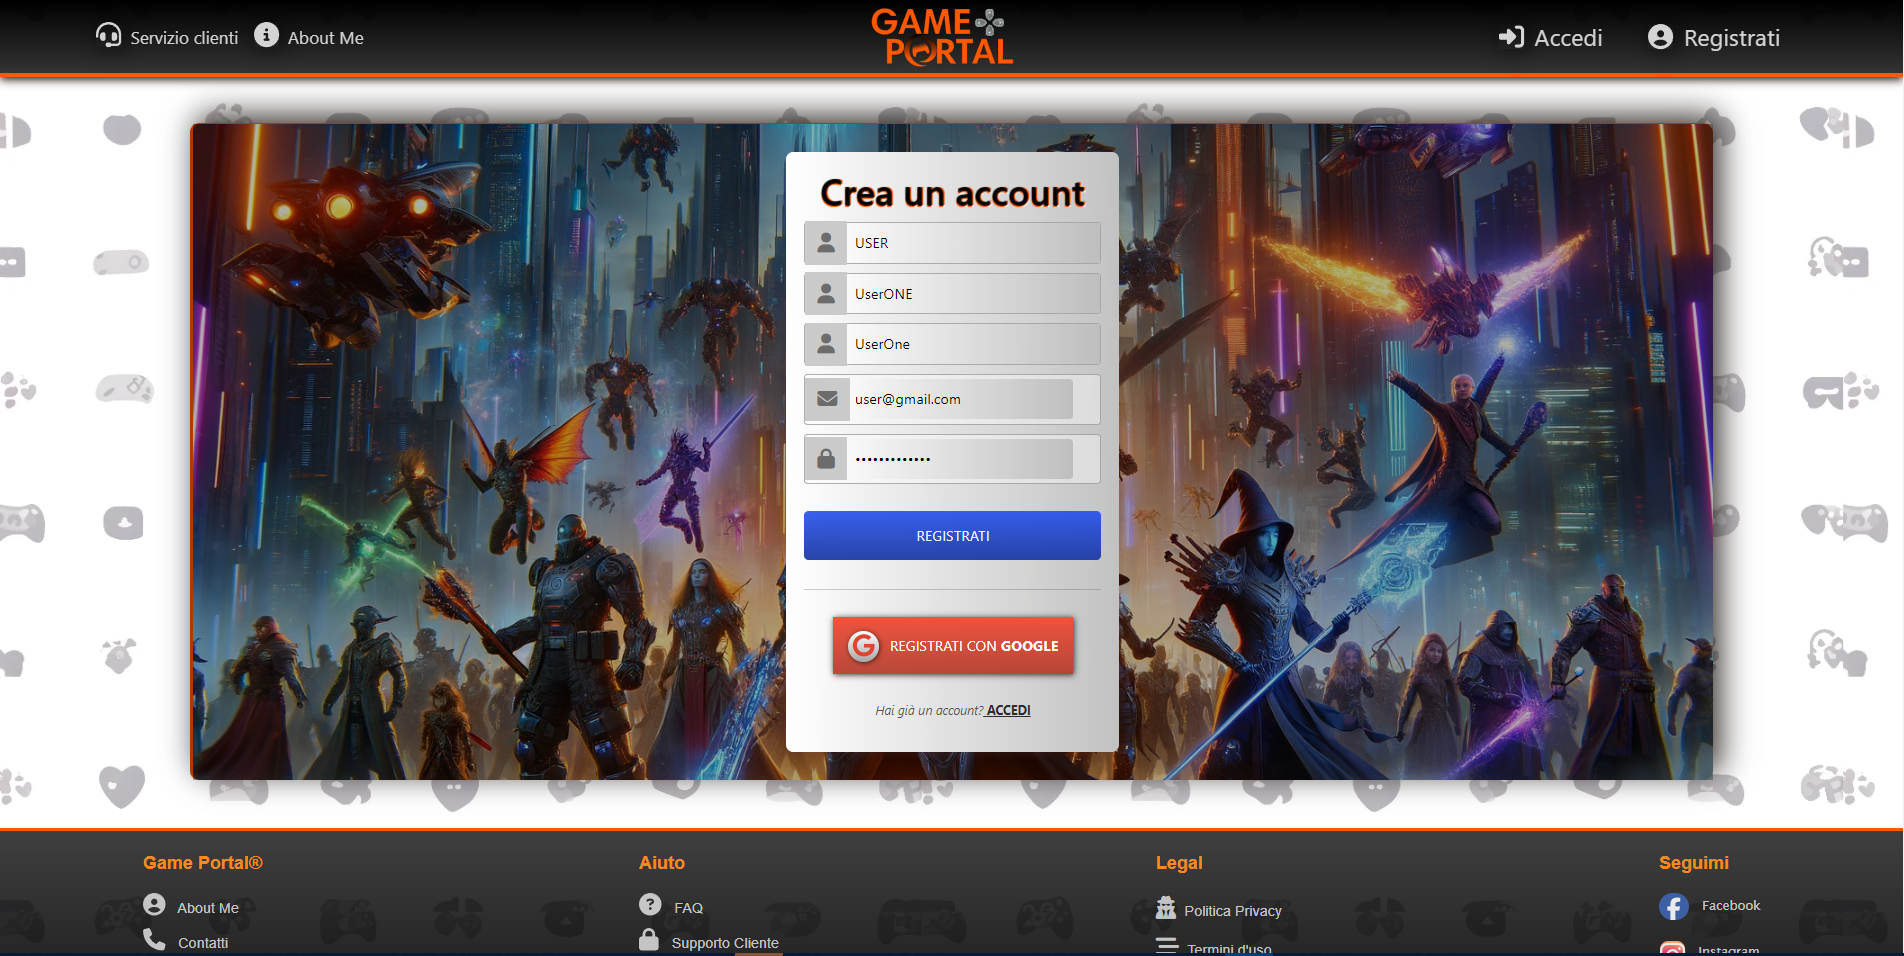 Servizio clienti
About Me
GAME
PORTAL
Accedi
Registrati
Crea un account
USER
UserONE
UserOne
user@gmail.com
•••••••••••••
REGISTRATI
G
REGISTRATI CON GOOGLE
Hai già un account? ACCEDI
Game Portal®
About Me
Contatti
Aiuto
FAQ
Supporto Cliente
Legal
Politica Privacy
Termini d'uso
Seguimi
Facebook
Instagram